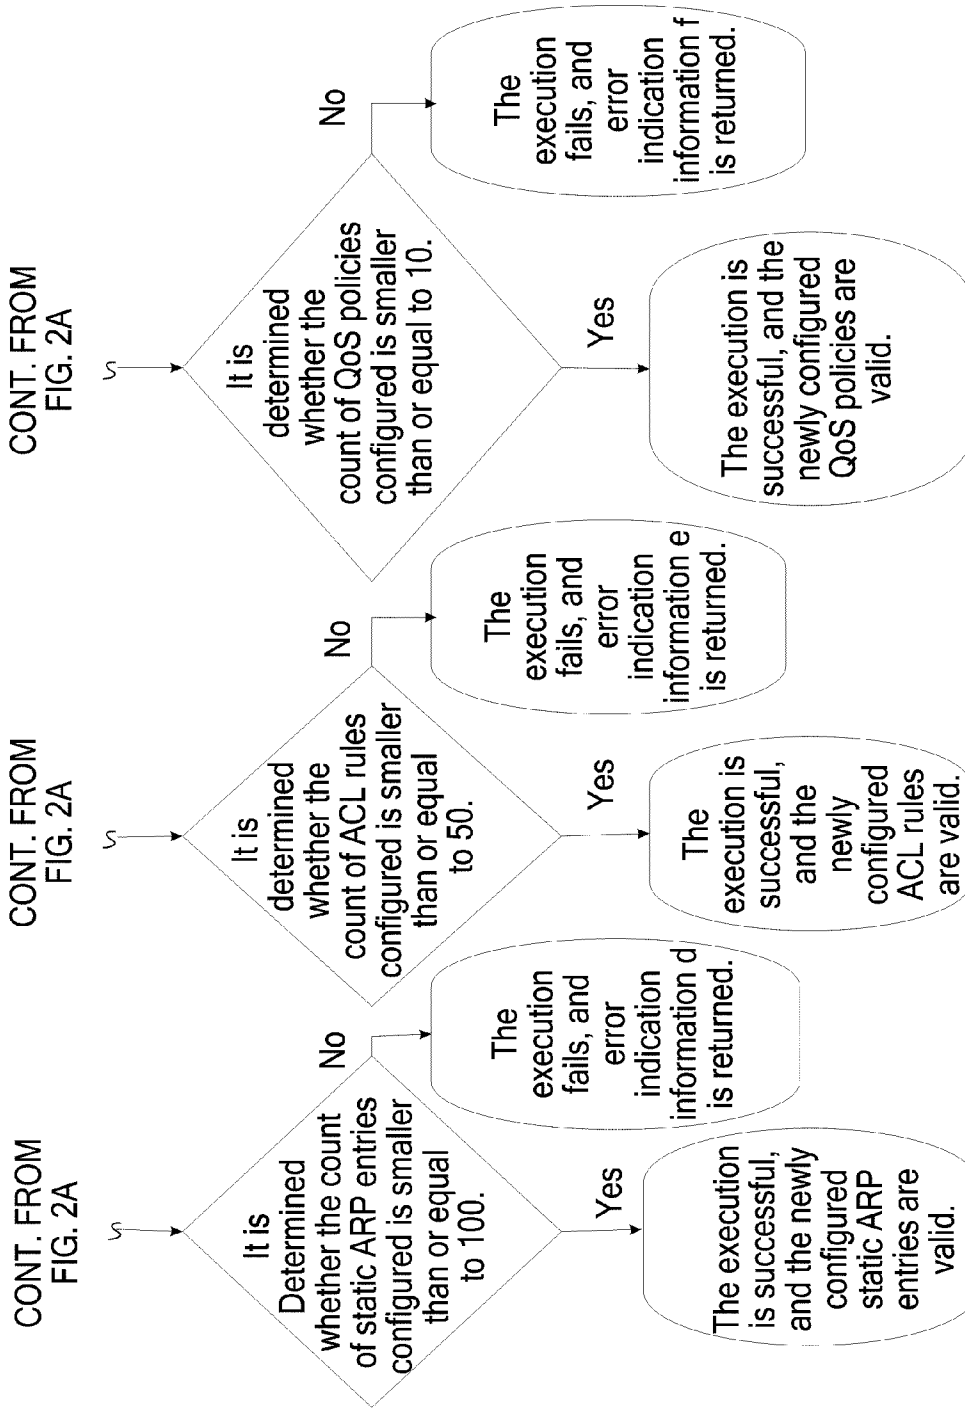 CONT. FROM
FIG. 2A
It is
Determined
whether the count
of static ARP entries
configured is smaller
than or equal
to 100.
No
The
execution
fails, and
error
indication
information d
is returned.
Yes
The execution
is successful,
and the newly
configured
static ARP
entries are
valid.
CONT. FROM
FIG. 2A
It is
determined
whether the
count of ACL rules
configured is smaller
than or equal
to 50.
No
The
execution
fails, and
error
indication
information e
is returned.
Yes
The
execution is
successful,
and the
newly
configured
ACL rules
are valid.
CONT. FROM
FIG. 2A
It is
determined
whether the
count of QoS policies
configured is smaller
than or equal to 10.
No
The
execution
fails, and
error
indication
information f
is returned.
Yes
The execution is
successful, and the
newly configured
QoS policies are
valid.